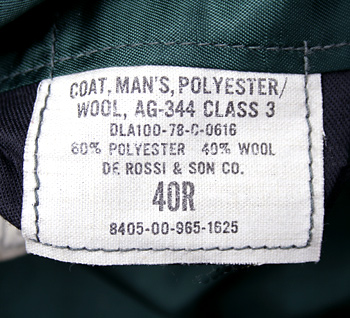 COAT, MAN'S, POLYESTER/
WOOL, AG-344 CLASS 3
DLA100-78-C-0616
60% POLYESTER 40% WOOL
DE ROSSI & SON CO.
40R
8405-00-965-1625